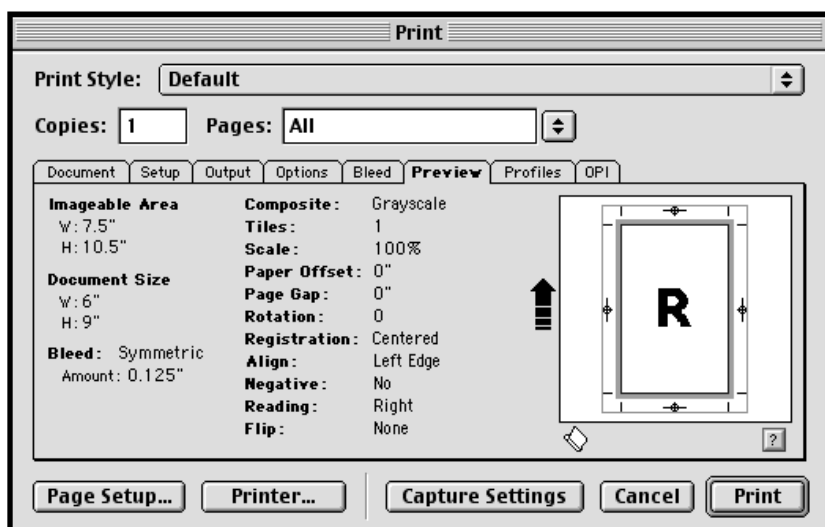 Print
Print Style: Default
Copies: 1 Pages: All
Document Setup Output Options Bleed Preview Profiles OPI
Imageable Area
W: 7.5"
H: 10.5"
Document Size
W: 6"
H: 9"
Bleed: Symmetric
Amount: 0.125"
Composite: Grayscale
Tiles: 1
Scale: 100%
Paper Offset: 0"
Page Gap: 0"
Rotation: 0
Registration: Centered
Align: Left Edge
Negative: No
Reading: Right
Flip: None
R
?
Page Setup... Printer... Capture Settings Cancel Print